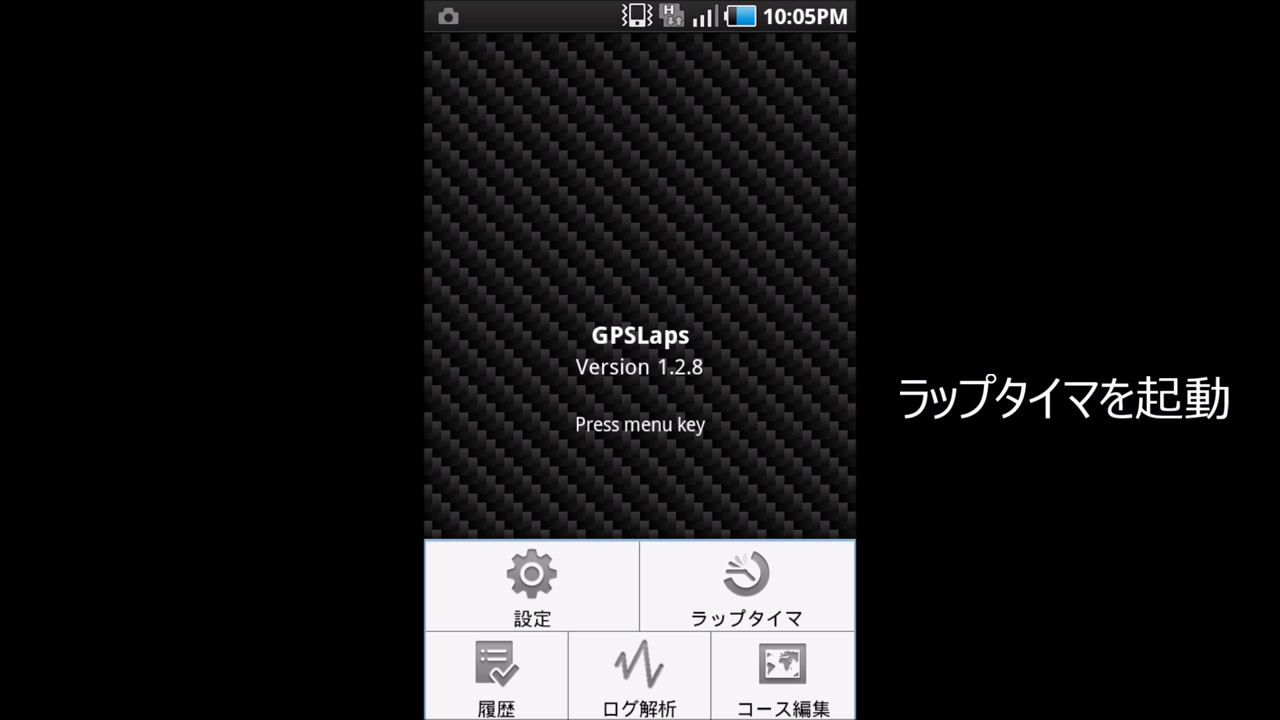 10:05PM
GPSLaps
Version 1.2.8
Press menu key
ラップタイマを起動
設定
ラップタイマ
履歴
ログ解析
コース編集